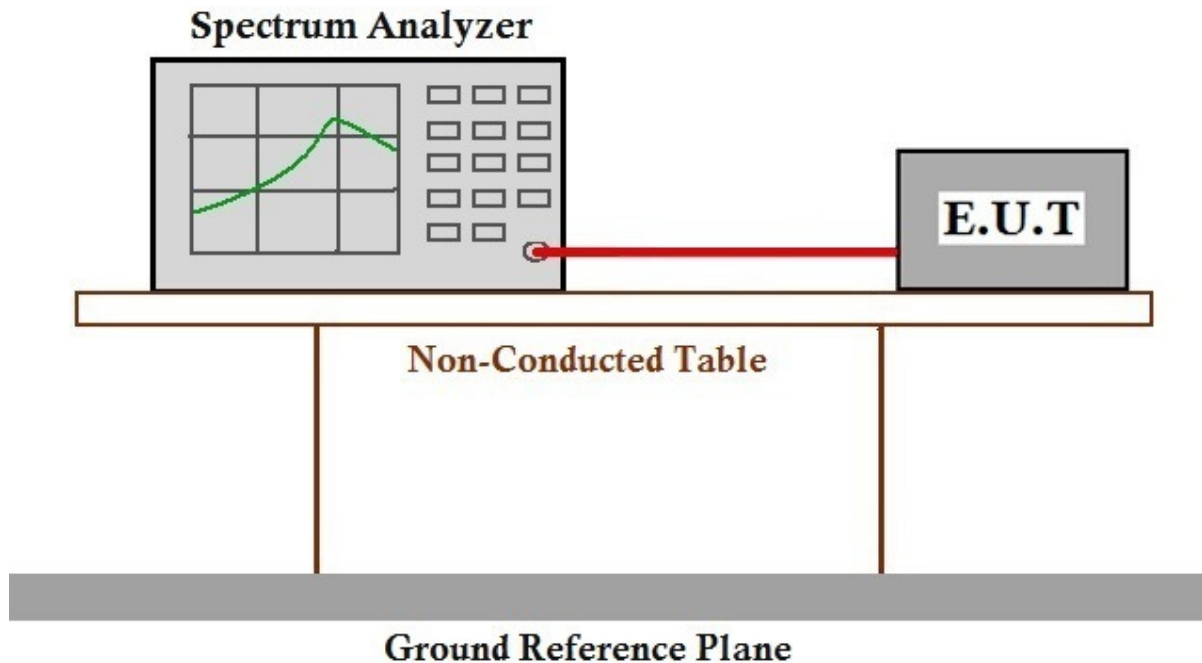 Spectrum Analyzer
E.U.T
Non-Conducted Table
Ground Reference Plane